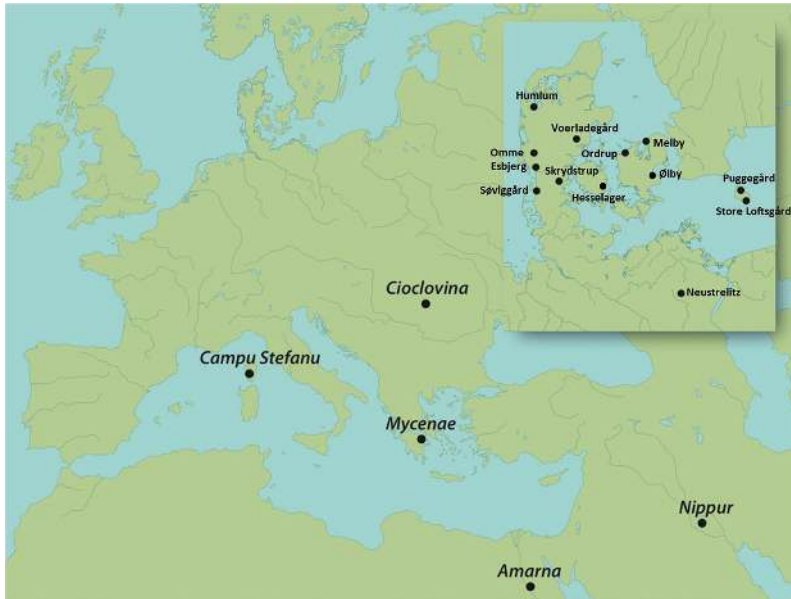 Humlum
Voerladegård
Melby
Omme
Ordrup
Esbjerg
Skrydstrup
Ølby
Puggegård
Søviggård
Hesselager
Store Loftsgård
Cioclovina
Neustrelitz
Campu Stefanu
Mycenae
Nippur
Amarna